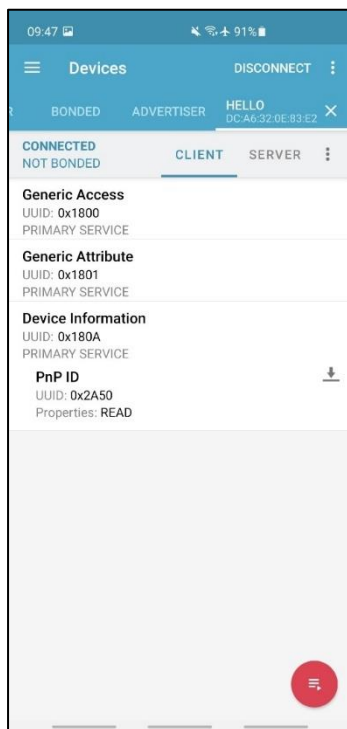 09:47 91%
Devices DISCONNECT
R BONDED ADVERTISER HELLO
DC:A6:32:0E:83:E2
CONNECTED
NOT BONDED
CLIENT SERVER
Generic Access
UUID: 0x1800
PRIMARY SERVICE
Generic Attribute
UUID: 0x1801
PRIMARY SERVICE
Device Information
UUID: 0x180A
PRIMARY SERVICE
PnP ID
UUID: 0x2A50
Properties: READ